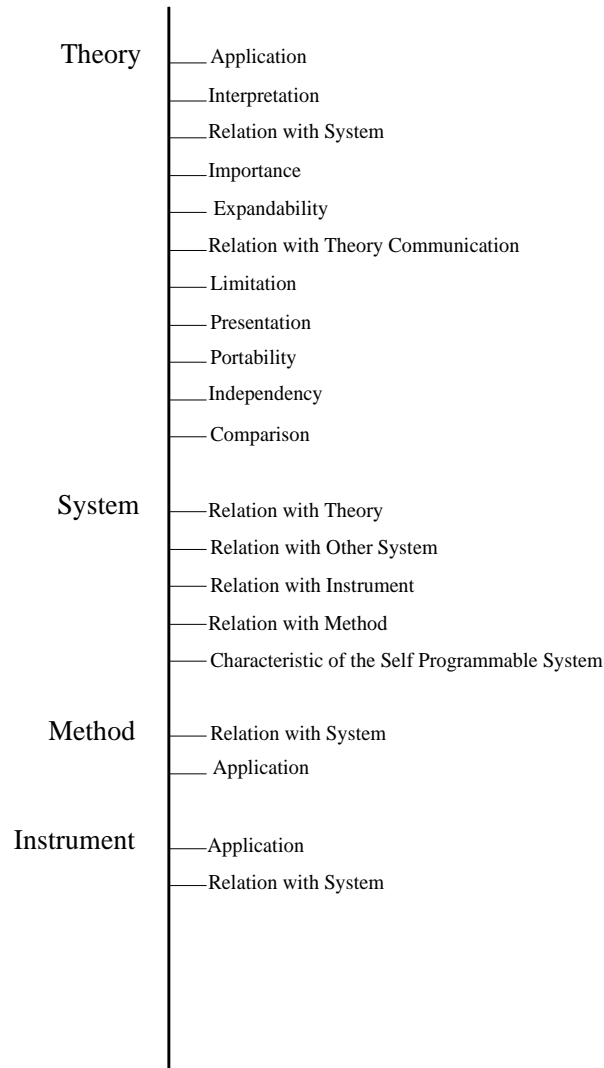 Theory
Application
Interpretation
Relation with System
Importance
Expandability
Relation with Theory Communication
Limitation
Presentation
Portability
Independency
Comparison
System
Relation with Theory
Relation with Other System
Relation with Instrument
Relation with Method
Characteristic of the Self Programmable System
Method
Relation with System
Application
Instrument
Application
Relation with System